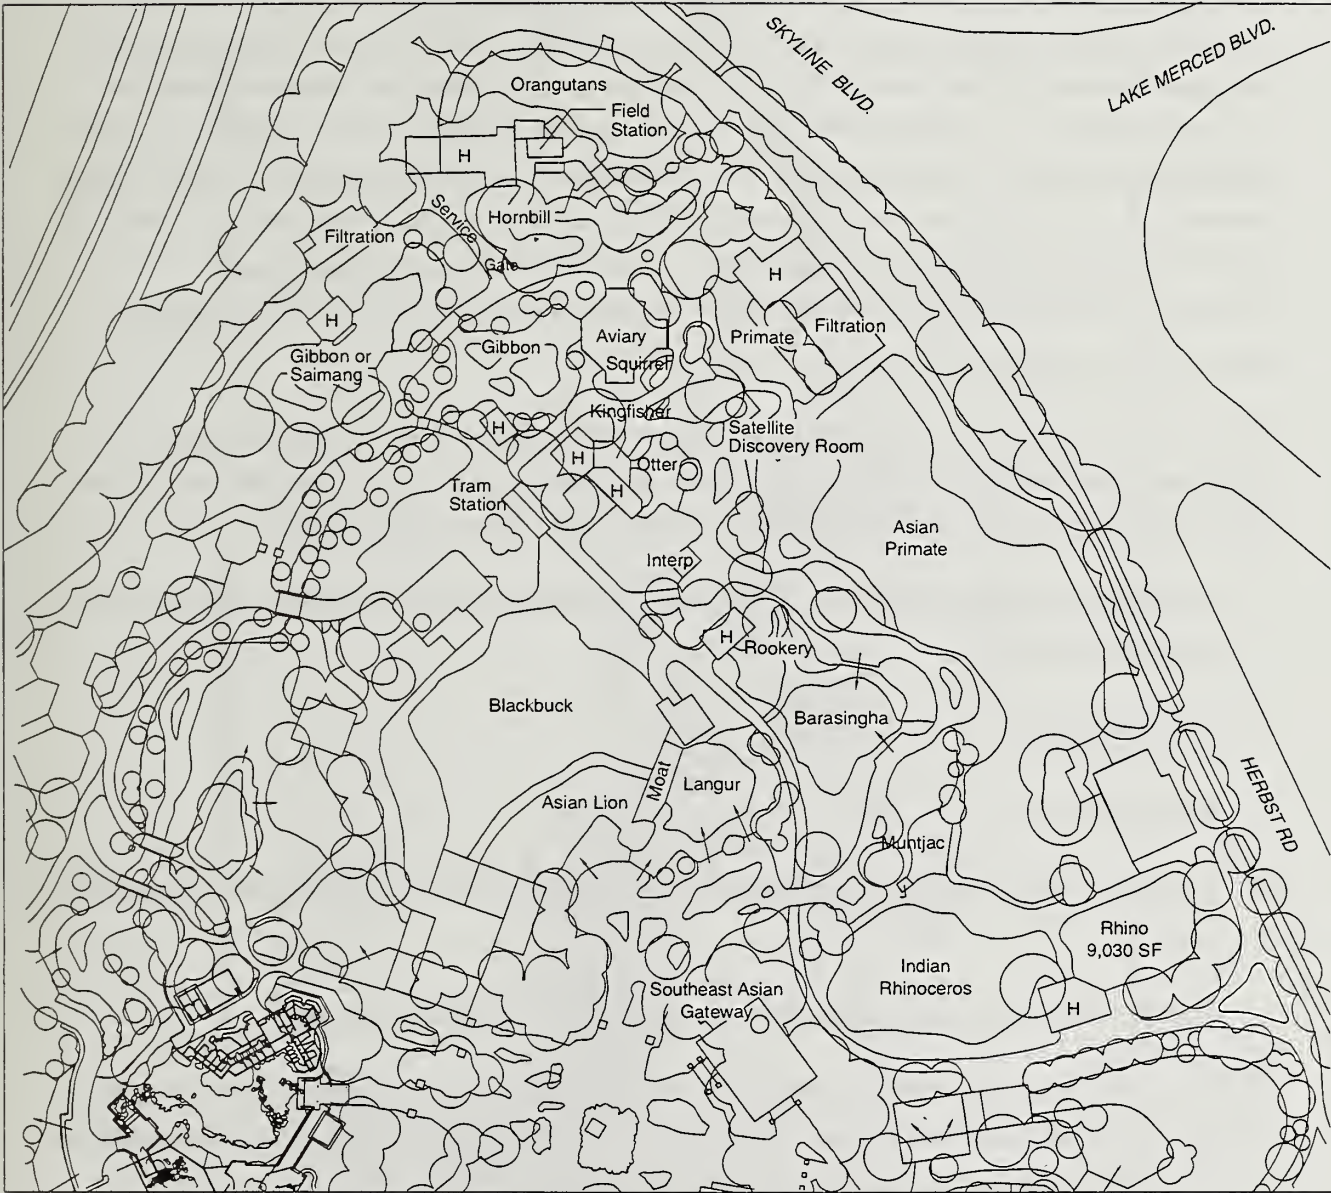 SKYLINE BLVD.
LAKE MERCED BLVD.
Orangutans
Field
Station
H
Service
Gate
Hornbill
Filtration
H
H
Gibbon or
Saimang
Gibbon
Aviary
Squirrel
Primate
Filtration
Kingfisher
H
H
Otter
H
Satellite
Discovery Room
Tram
Station
Asian
Primate
Interp
H
Rookery
Blackbuck
Barasingha
Moat
Langur
Asian Lion
Muntjac
HERBST RD
Rhino
9,030 SF
Indian
Rhinoceros
H
Southeast Asian
Gateway